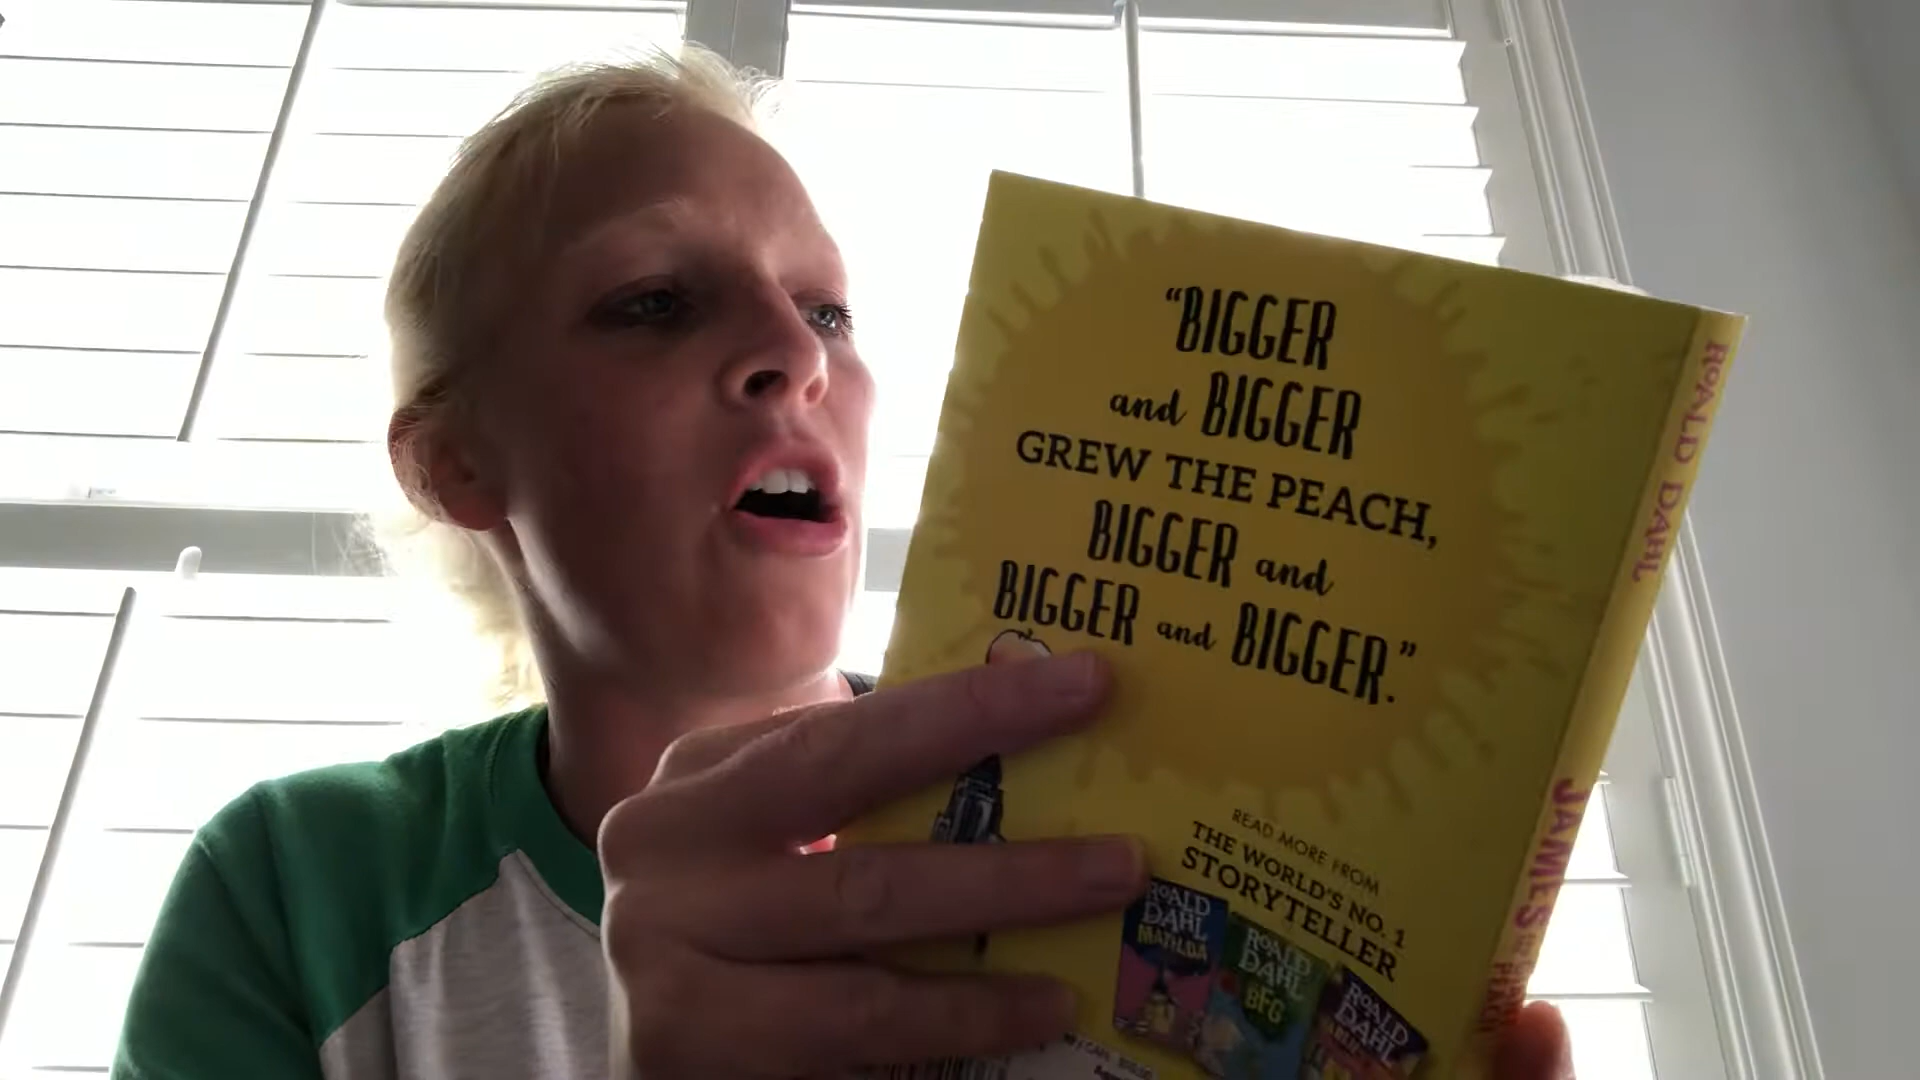 “BIGGER
and BIGGER
GREW THE PEACH,
BIGGER and
BIGGER and BIGGER.”
READ MORE FROM
THE WORLD'S NO. 1
STORYTELLER
ROALD
DAHL
MATILDA
ROALD
DAHL
BFG
ROALD
DAHL
ROALD DAHL
JAMES